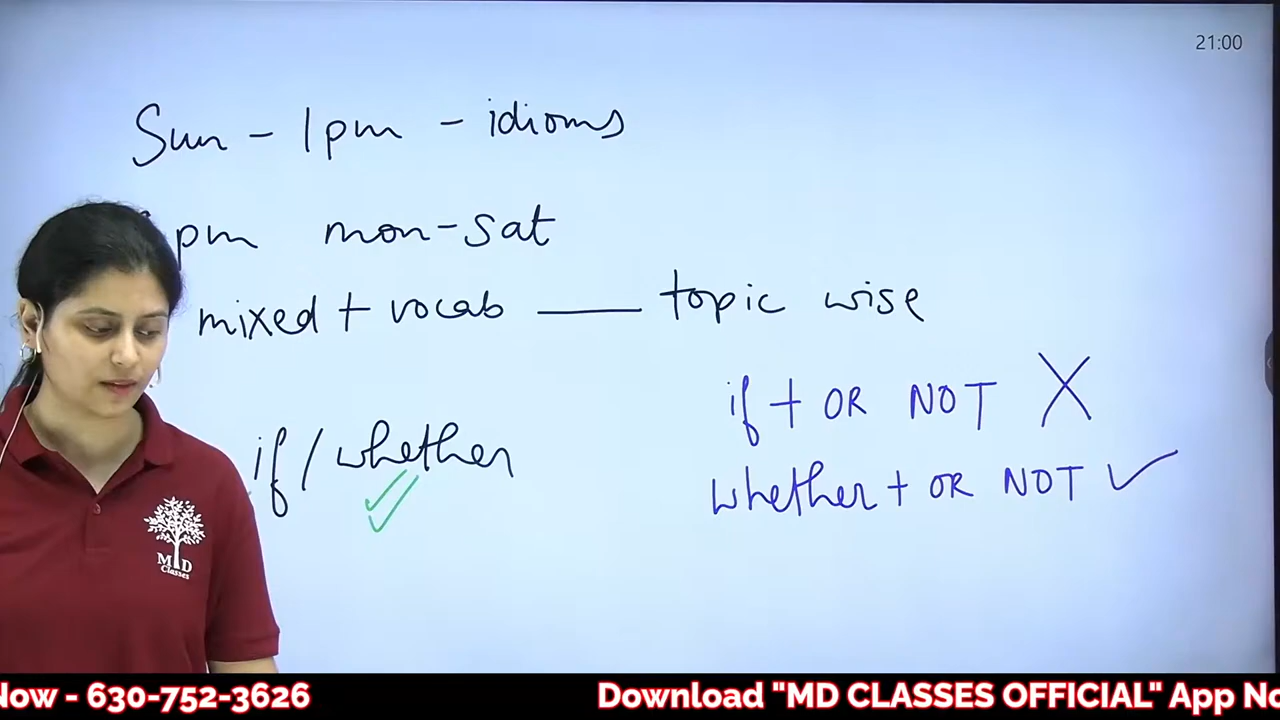 21:00
Sun - 1pm - idioms
pm mon-sat
mixed + vocab —— topic wise
if + OR NOT X
if / whether
whether + OR NOT ✓
MD
Classes
Now - 630-752-3626
Download "MD CLASSES OFFICIAL" App No